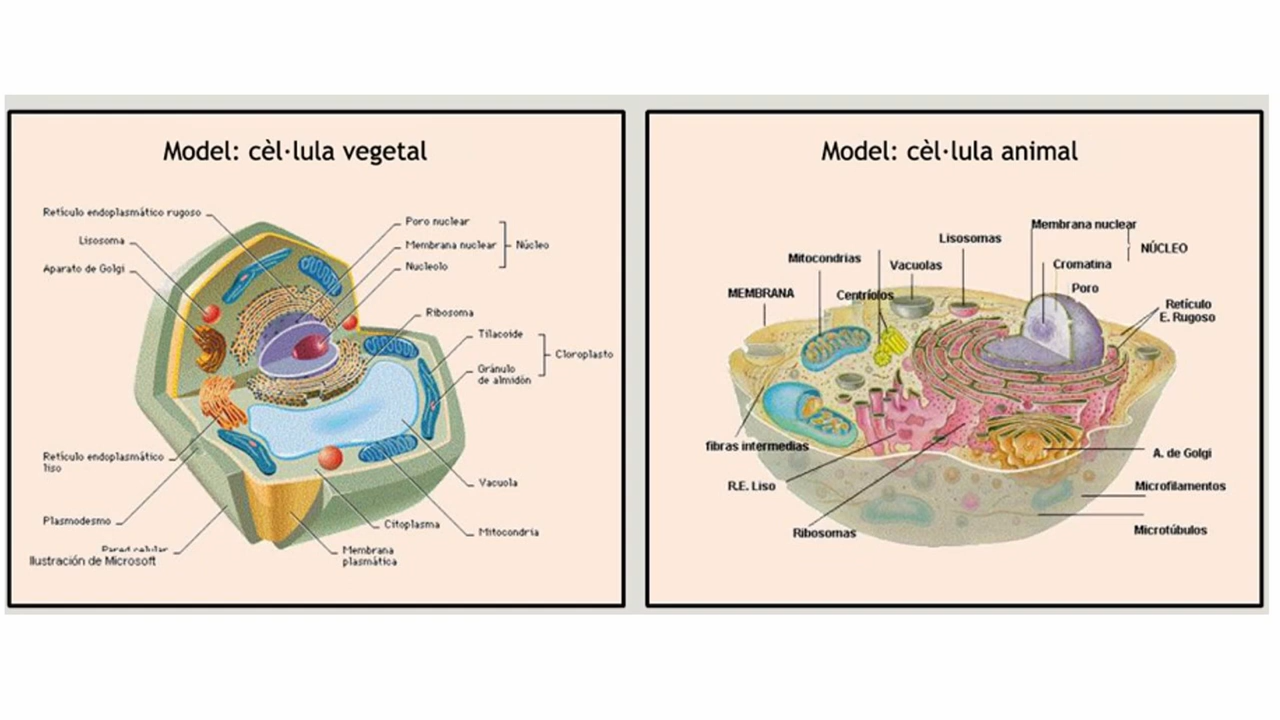 Model: cèl·lula vegetal
Retículo endoplasmático rugoso
Lisosoma
Aparato de Golgi
Poro nuclear
Membrana nuclear
Núcleo
Nucleolo
Ribosoma
Tilacoide
Cloroplasto
Gránulo
de almidón
Retículo endoplasmático
liso
Vacuola
Plasmodesmo
Citoplasma
Mitocondria
Pared celular
Membrana
plasmática
Ilustración de Microsoft
Model: cèl·lula animal
Membrana nuclear
Lisosomas
NÚCLEO
Mitocondrias
Vacuolas
Cromatina
MEMBRANA
Centríolos
Poro
Retículo
E. Rugoso
fibras intermedias
A. de Golgi
R.E. Liso
Microfilamentos
Ribosomas
Microtúbulos